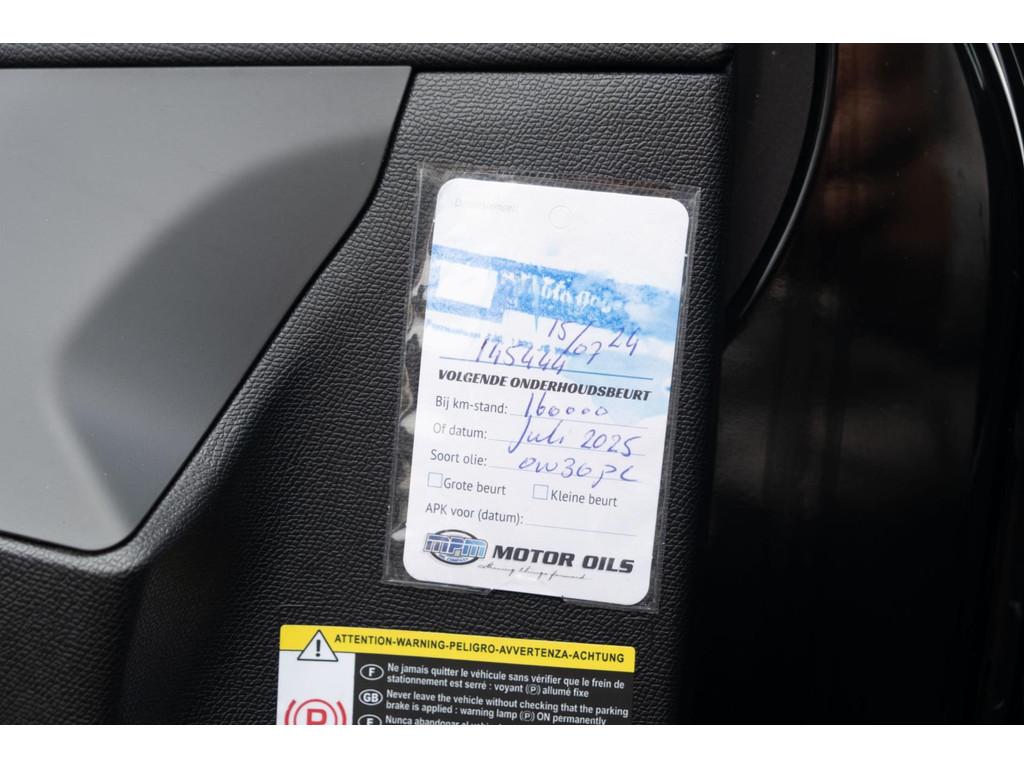 15/07 24
145444
VOLGENDE ONDERHOUDSBEURT
Bij km-stand: 160000
Of datum: Juli 2025
Soort olie: 0W30
Grote beurt Kleine beurt
APK voor (datum):
MPM MOTOR OILS
ATTENTION-WARNING-PELIGRO-AVVERTENZA-ACHTUNG
F Ne jamais quitter le véhicule sans vérifier que le frein de
stationnement est serré : voyant (P) allumé fixe
GB Never leave the vehicle without checking that the parking
brake is applied : warning lamp (P) ON permanently
(P)
E Nunca abandonar el